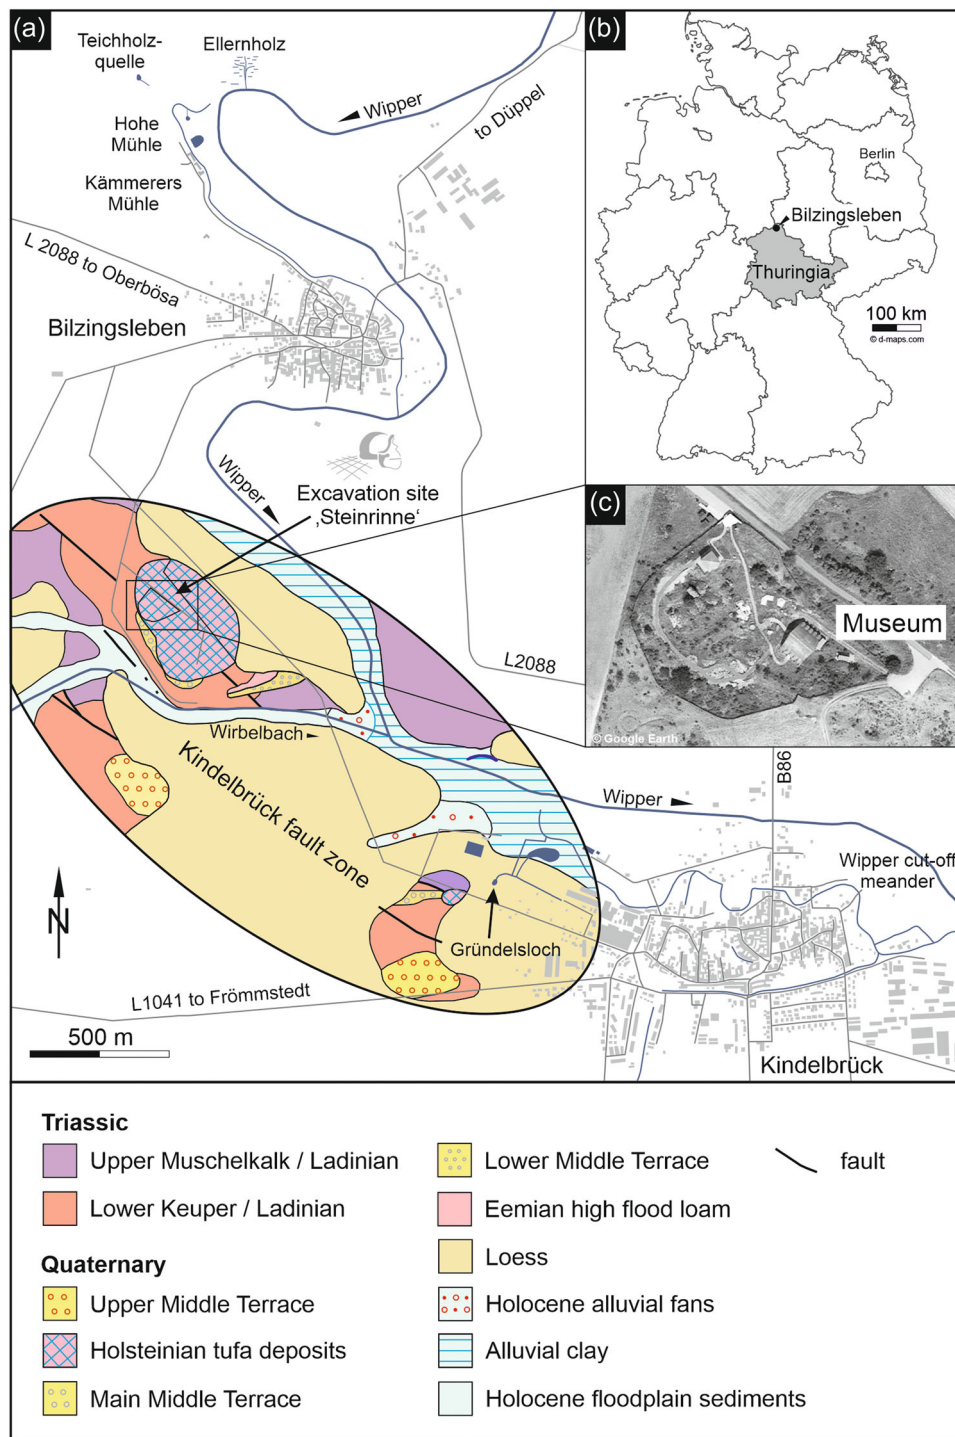 (a)
Teichholz-
quelle
Ellernholz
Wipper
to Düppel
Hohe
Mühle
Kämmerers
Mühle
L 2088 to Oberbösa
Bilzingsleben
Wipper
Excavation site
‚Steinrinne‘
L2088
Wirbelbach
Kindelbrück fault zone
Wipper
B86
Wipper cut-off
meander
N
Gründelsloch
L1041 to Frömmstedt
500 m
Kindelbrück
(b)
Berlin
Bilzingsleben
Thuringia
100 km
© d-maps.com
(c)
Museum
© Google Earth
Triassic
Upper Muschelkalk / Ladinian
Lower Keuper / Ladinian
Quaternary
Upper Middle Terrace
Holsteinian tufa deposits
Main Middle Terrace
Lower Middle Terrace
Eemian high flood loam
Loess
Holocene alluvial fans
Alluvial clay
Holocene floodplain sediments
fault